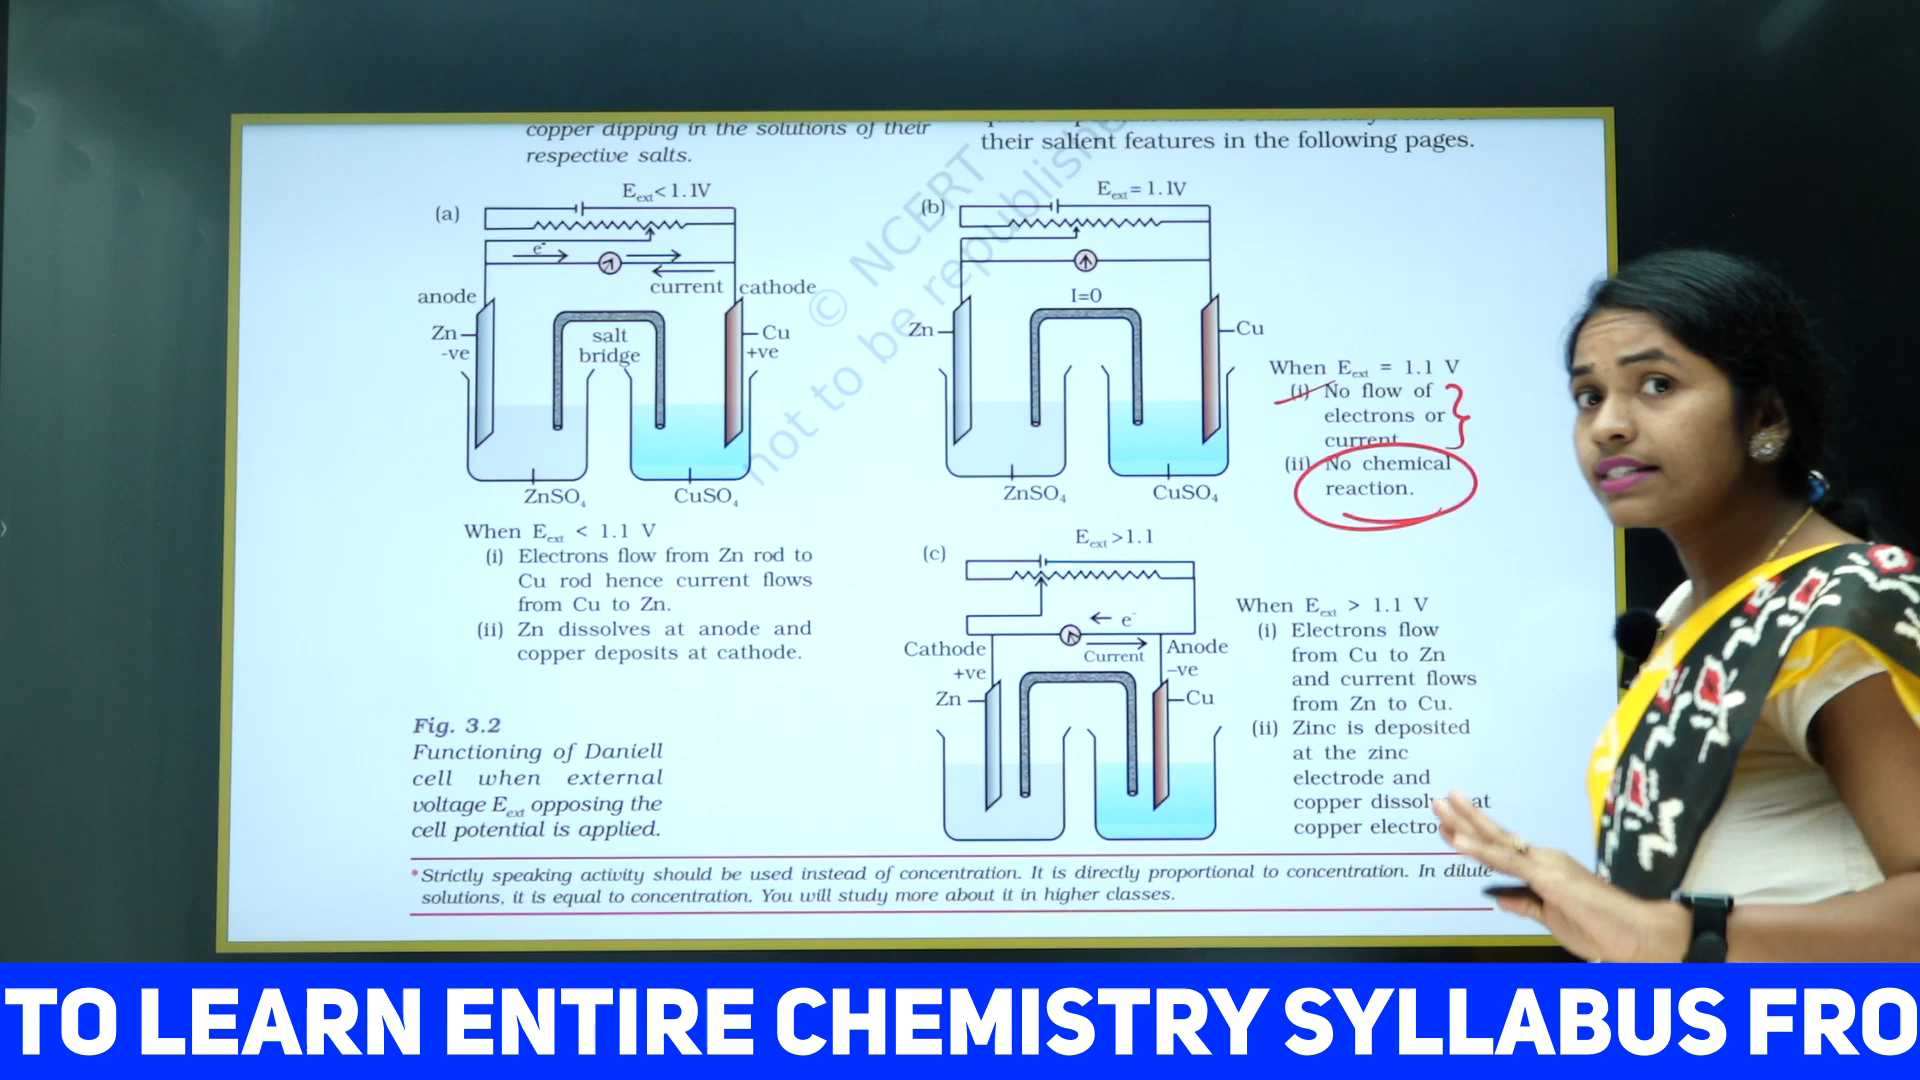 copper dipping in the solutions of their
respective salts.
their salient features in the following pages.
© NCERT
not to be republishe
(a)
Eext < 1.1V
e-
current
anode
cathode
Zn
-ve
salt
bridge
Cu
+ve
ZnSO4
CuSO4
When Eext < 1.1 V
(i) Electrons flow from Zn rod to
Cu rod hence current flows
from Cu to Zn.
(ii) Zn dissolves at anode and
copper deposits at cathode.
(b)
Eext = 1.1V
I=0
Zn
Cu
ZnSO4
CuSO4
When Eext = 1.1 V
(i) No flow of
electrons or
current
(ii) No chemical
reaction.
(c)
Eext >1.1
e-
Current
Cathode
+ve
Anode
-ve
Zn
Cu
When Eext > 1.1 V
(i) Electrons flow
from Cu to Zn
and current flows
from Zn to Cu.
(ii) Zinc is deposited
at the zinc
electrode and
copper dissolv at
copper electro
Fig. 3.2
Functioning of Daniell
cell when external
voltage Eext opposing the
cell potential is applied.
*Strictly speaking activity should be used instead of concentration. It is directly proportional to concentration. In dilute
solutions, it is equal to concentration. You will study more about it in higher classes.
TO LEARN ENTIRE CHEMISTRY SYLLABUS FRO